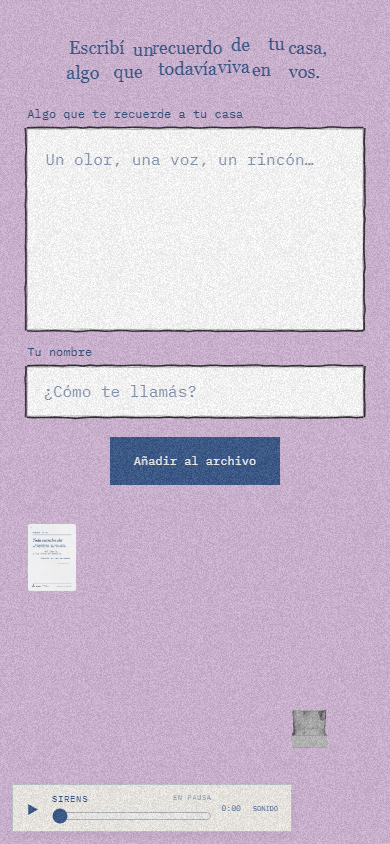 Escribí un recuerdo de tu casa,
algo que todavía viva en vos.
Algo que te recuerde a tu casa
Un olor, una voz, un rincón…
Tu nombre
¿Cómo te llamás?
Añadir al archivo
SIRENS
EN PAUSA
0:00
SONIDO